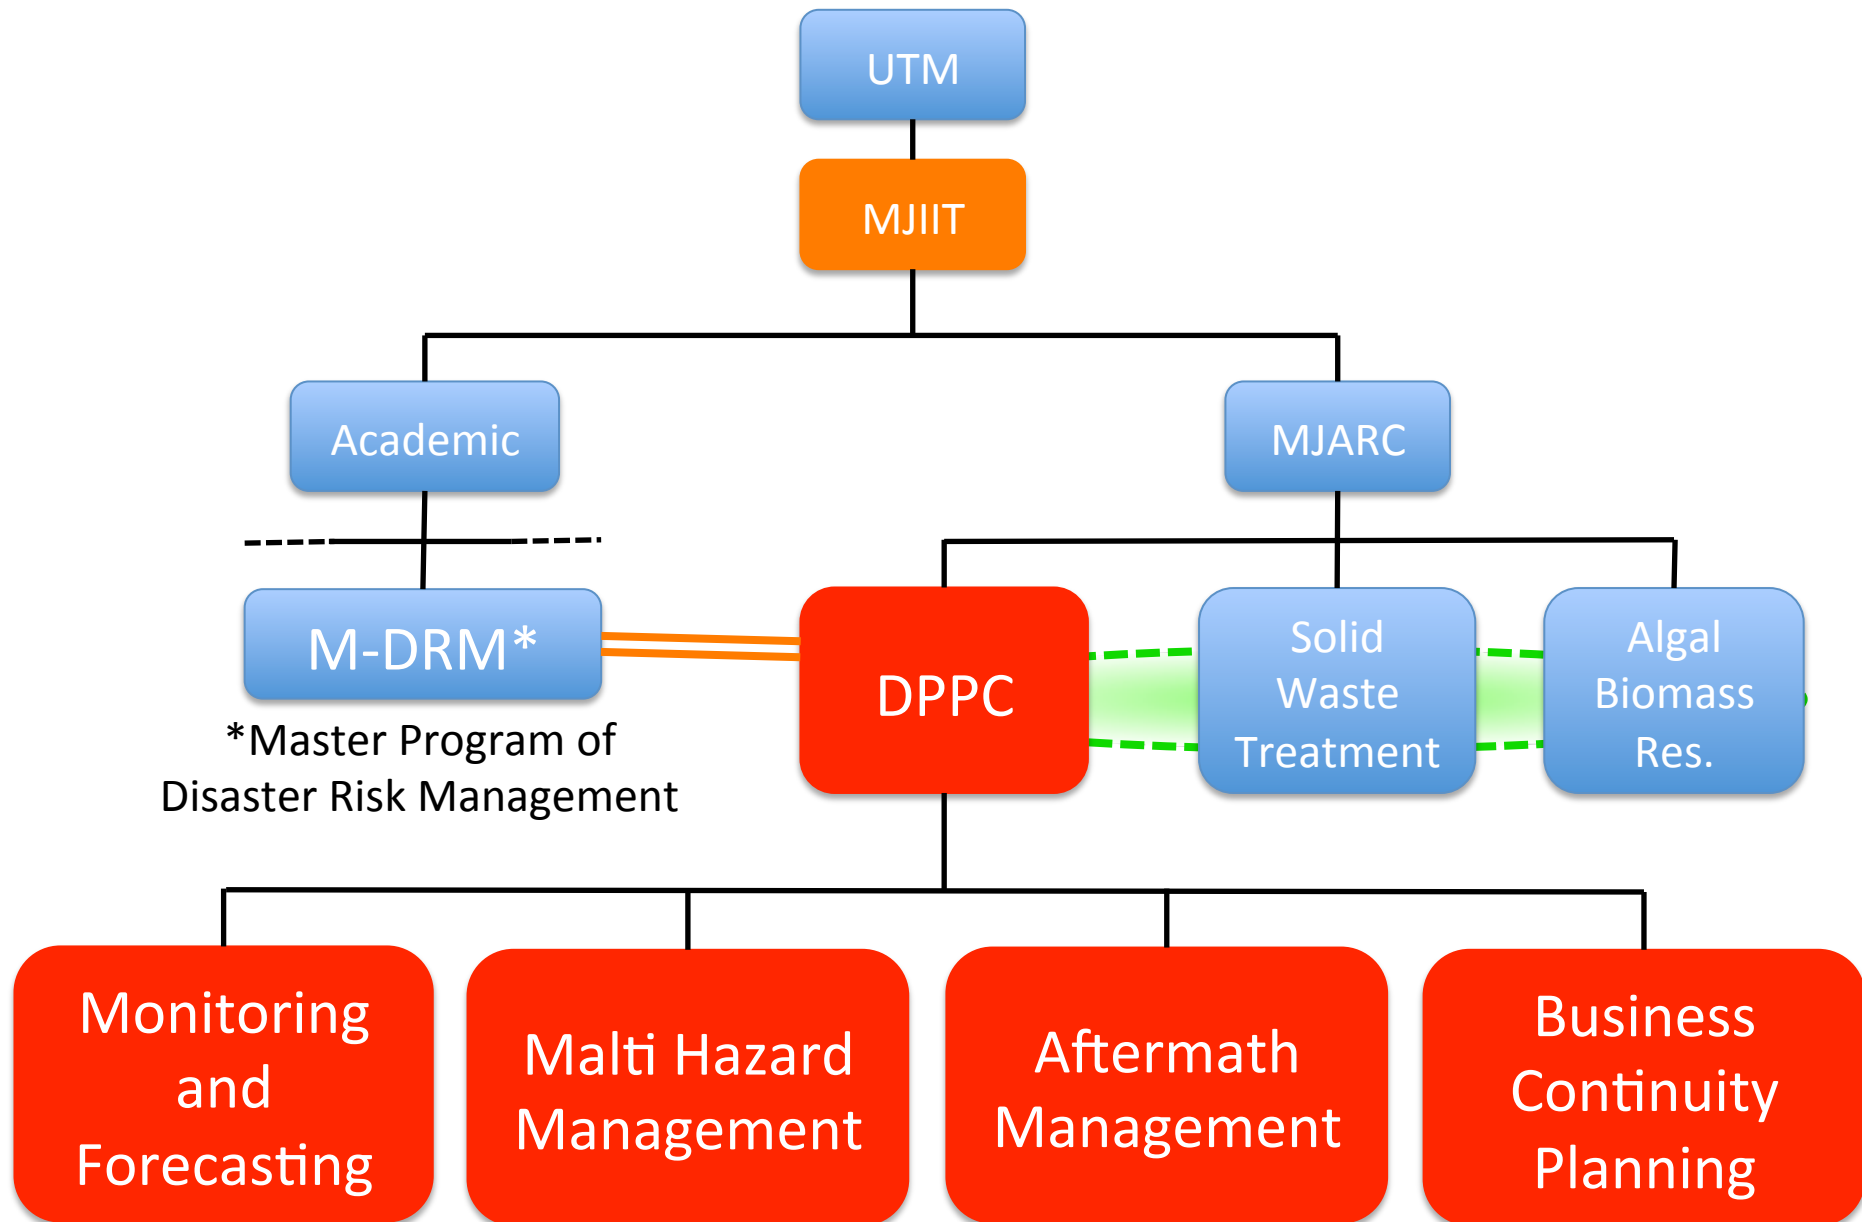 UTM
MJIIT
Academic
MJARC
M-DRM*
*Master Program of
Disaster Risk Management
DPPC
Solid
Waste
Treatment
Algal
Biomass
Res.
Monitoring
and
Forecasting
Malti Hazard
Management
Aftermath
Management
Business
Continuity
Planning